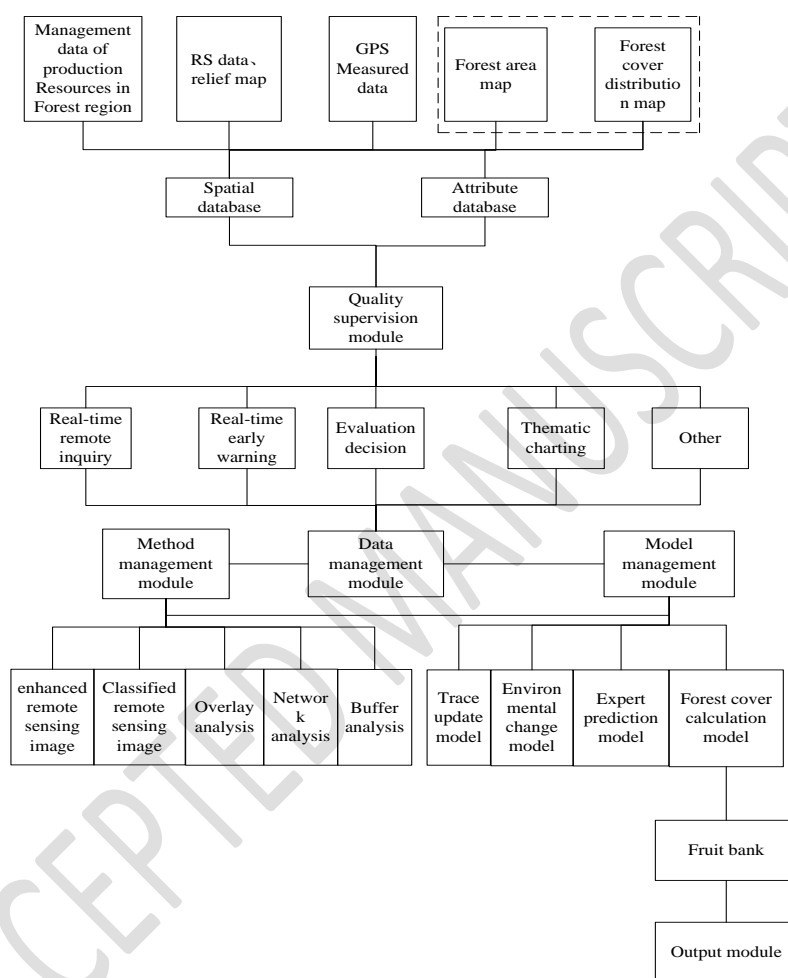 Management
data of
production
Resources in
Forest region
RS data、
relief map
GPS
Measured
data
Forest area
map
Forest
cover
distributio
n map
Spatial
database
Attribute
database
Quality
supervision
module
Real-time
remote
inquiry
Real-time
early
warning
Evaluation
decision
Thematic
charting
Other
Method
management
module
Data
management
module
Model
management
module
enhanced
remote
sensing
image
Classified
remote
sensing
image
Overlay
analysis
Networ
k
analysis
Buffer
analysis
Trace
update
model
Environ
mental
change
model
Expert
prediction
model
Forest cover
calculation
model
Fruit bank
Output module
CEPTED MANUSCRIPT